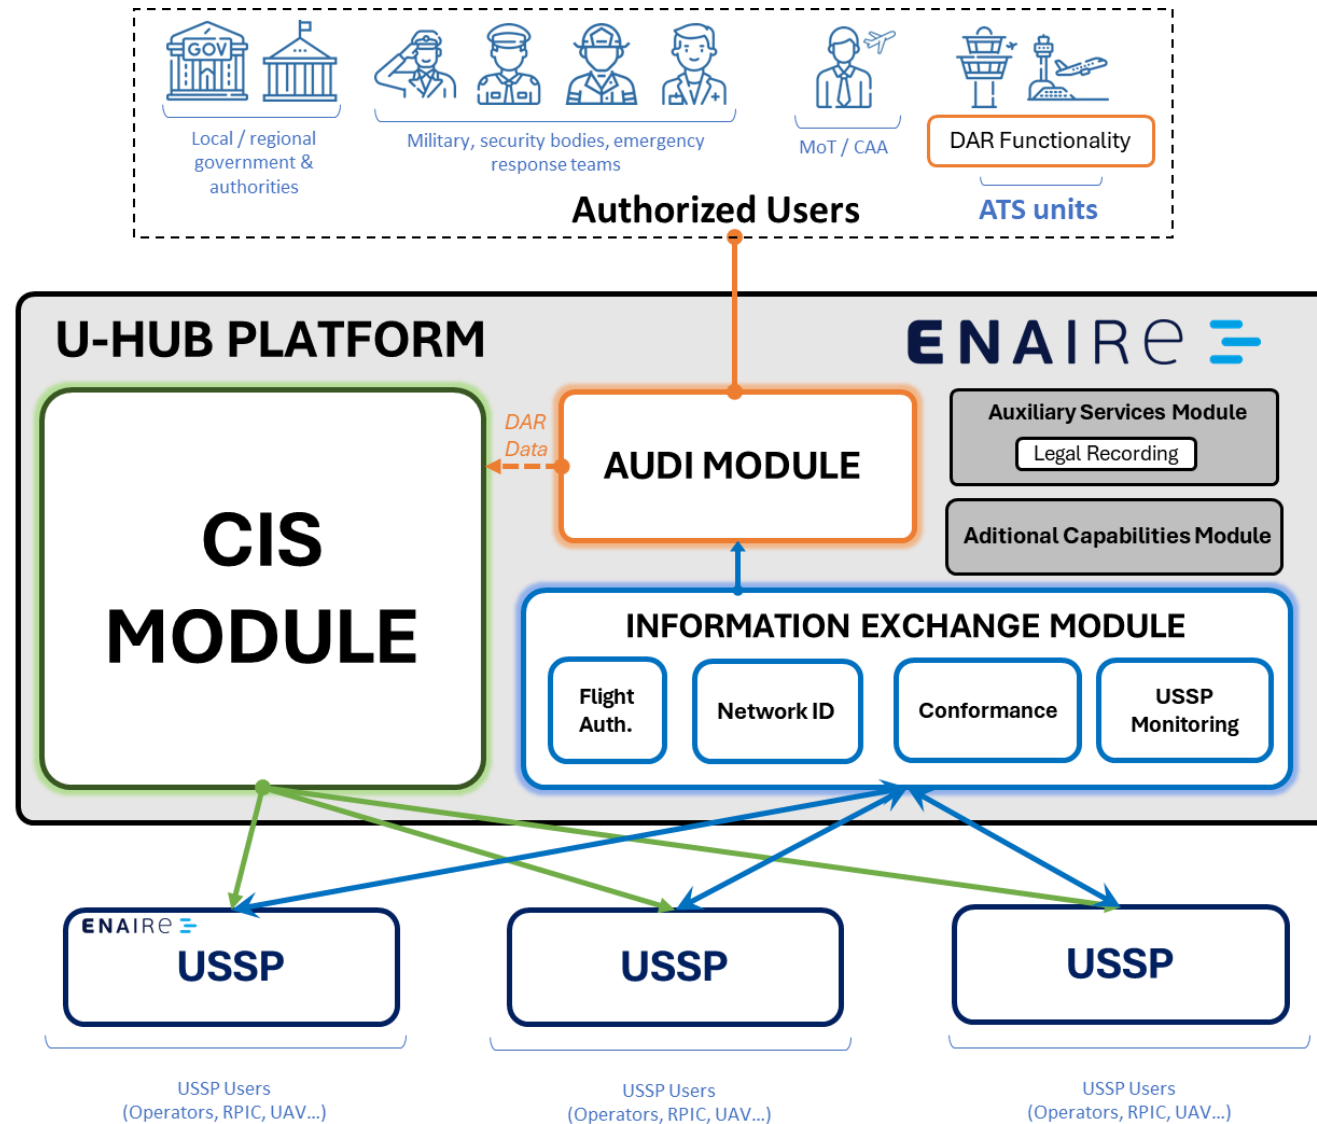 GOV
Local / regional
government &
authorities
Military, security bodies, emergency
response teams
MoT / CAA
DAR Functionality
ATS units
Authorized Users
U-HUB PLATFORM
ENAIRe
CIS
MODULE
DAR
Data
AUDI MODULE
Auxiliary Services Module
Legal Recording
Aditional Capabilities Module
INFORMATION EXCHANGE MODULE
Flight
Auth.
Network ID
Conformance
USSP
Monitoring
ENAIRe
USSP
USSP
USSP
USSP Users
(Operators, RPIC, UAV...)
USSP Users
(Operators, RPIC, UAV...)
USSP Users
(Operators, RPIC, UAV...)